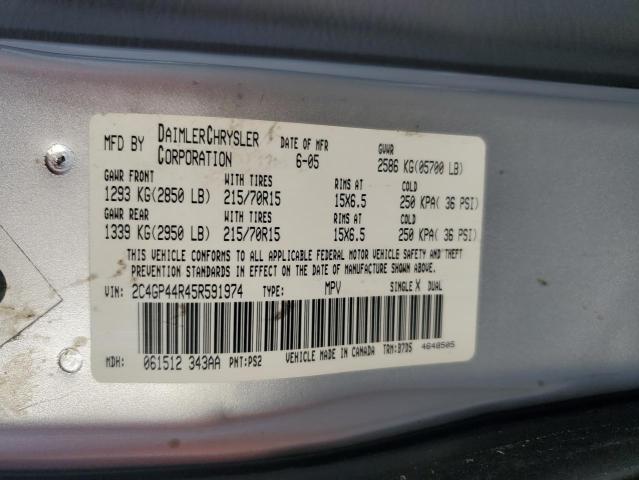 MFD BY DAIMLERCHRYSLER CORPORATION DATE OF MFR 6-05 GVWR 2586 KG(05700 LB)
GAWR FRONT WITH TIRES RIMS AT COLD
1293 KG(2850 LB) 215/70R15 15X6.5 250 KPA( 36 PSI)
GAWR REAR WITH TIRES RIMS AT COLD
1339 KG(2950 LB) 215/70R15 15X6.5 250 KPA( 36 PSI)
THIS VEHICLE CONFORMS TO ALL APPLICABLE FEDERAL MOTOR VEHICLE SAFETY AND THEFT
PREVENTION STANDARDS IN EFFECT ON THE DATE OF MANUFACTURE SHOWN ABOVE.
VIN: 2C4GP44R45R591974 TYPE: MPV SINGLE X DUAL
MDH: 061512 343AA PNT:PS2 VEHICLE MADE IN CANADA TRM:B7D5 4648505